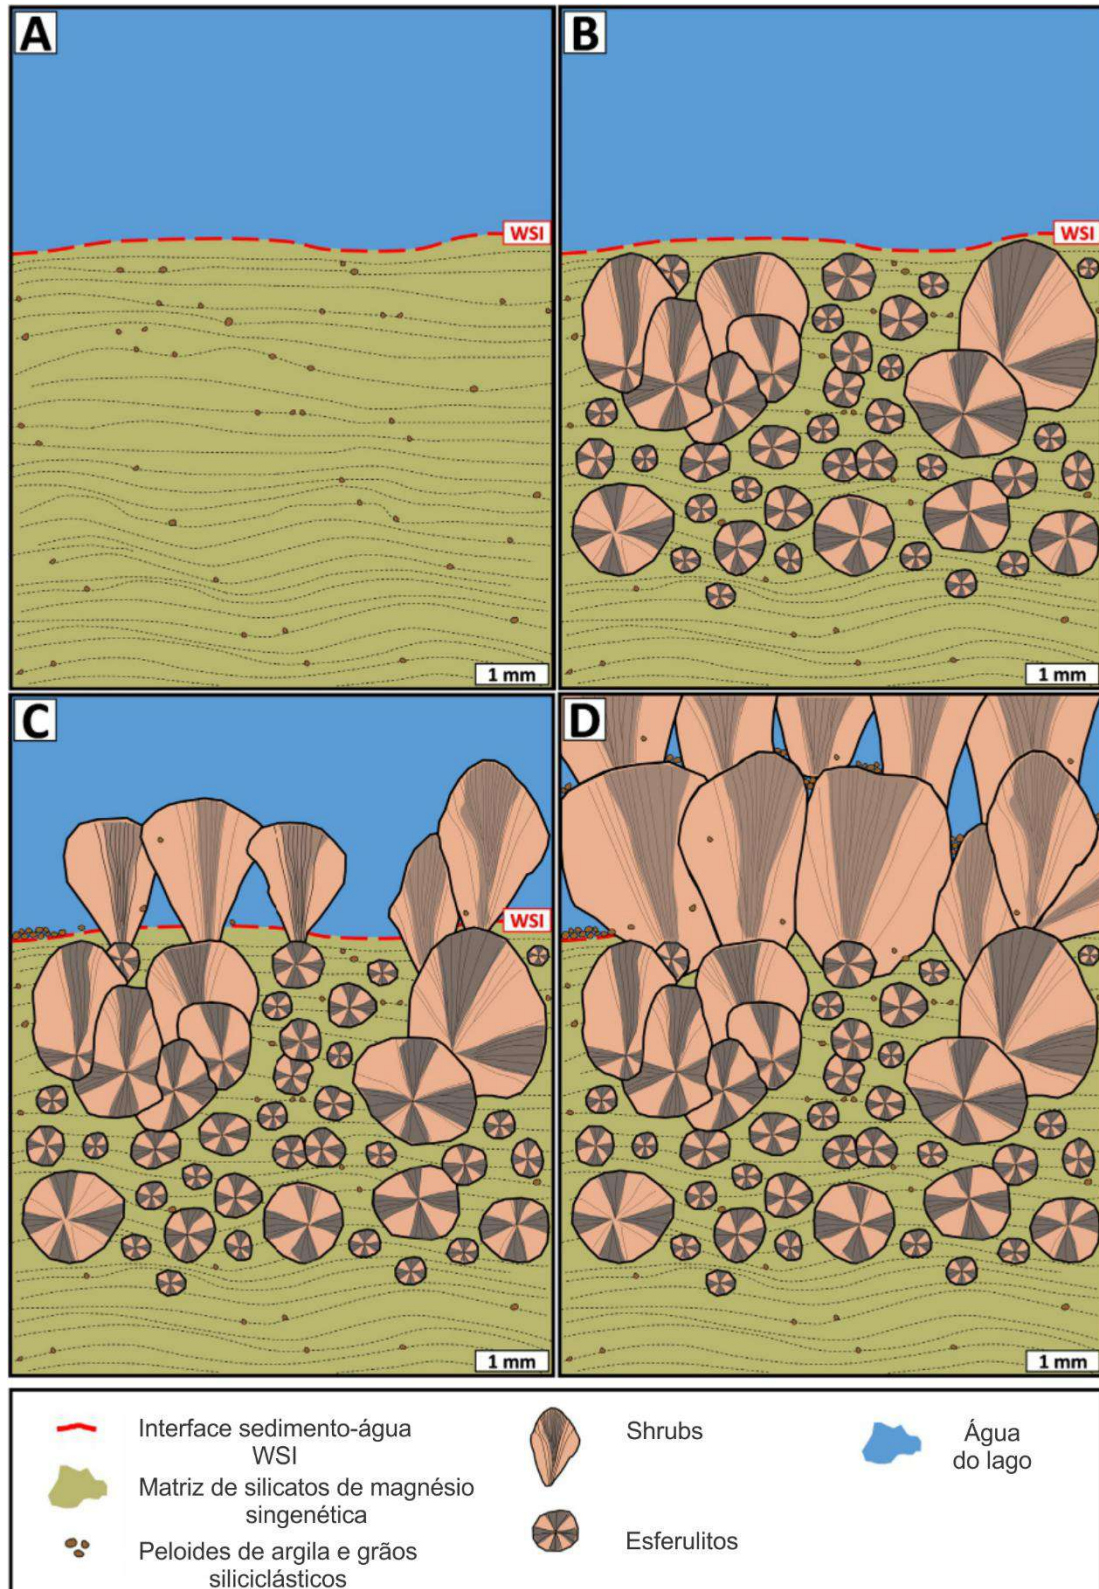 A
B
WSI
WSI
1 mm
1 mm
C
D
WSI
1 mm
1 mm
Interface sedimento-água
WSI
Matriz de silicatos de magnésio
singenética
Peloides de argila e grãos
siliciclásticos
Shrubs
Esferulitos
Água
do lago